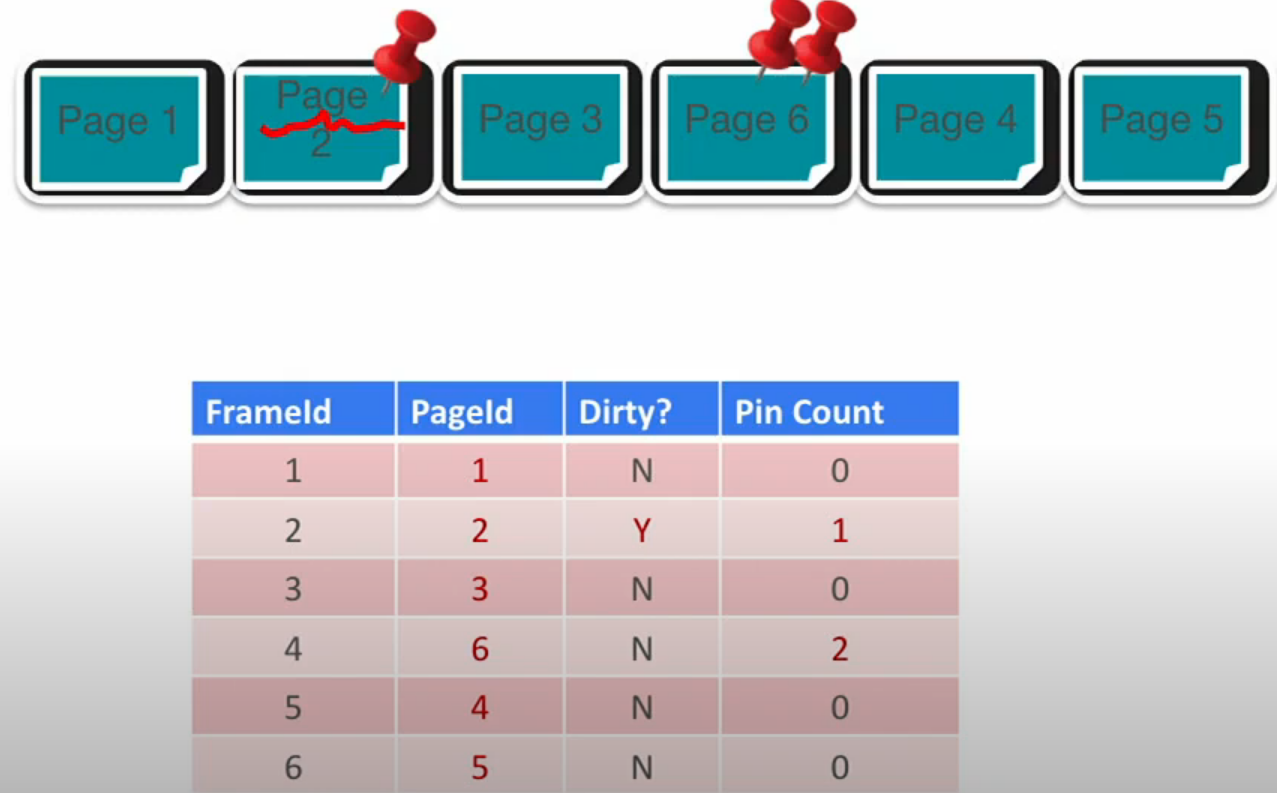 Page 1
Page
2
Page 3
Page 6
Page 4
Page 5
FrameId PageId Dirty? Pin Count
1 1 N 0
2 2 Y 1
3 3 N 0
4 6 N 2
5 4 N 0
6 5 N 0